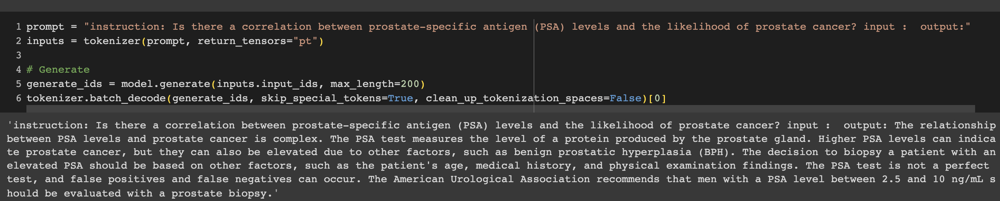 1 prompt = "instruction: Is there a correlation between prostate-specific antigen (PSA) levels and the likelihood of prostate cancer? input :  output:"
2 inputs = tokenizer(prompt, return_tensors="pt")
3
4 # Generate
5 generate_ids = model.generate(inputs.input_ids, max_length=200)
6 tokenizer.batch_decode(generate_ids, skip_special_tokens=True, clean_up_tokenization_spaces=False)[0]
'instruction: Is there a correlation between prostate-specific antigen (PSA) levels and the likelihood of prostate cancer? input :  output: The relationship
between PSA levels and prostate cancer is complex. The PSA test measures the level of a protein produced by the prostate gland. Higher PSA levels can indica
te prostate cancer, but they can also be elevated due to other factors, such as benign prostatic hyperplasia (BPH). The decision to biopsy a patient with an
elevated PSA should be based on other factors, such as the patient's age, medical history, and physical examination findings. The PSA test is not a perfect
test, and false positives and false negatives can occur. The American Urological Association recommends that men with a PSA level between 2.5 and 10 ng/mL s
hould be evaluated with a prostate biopsy.'